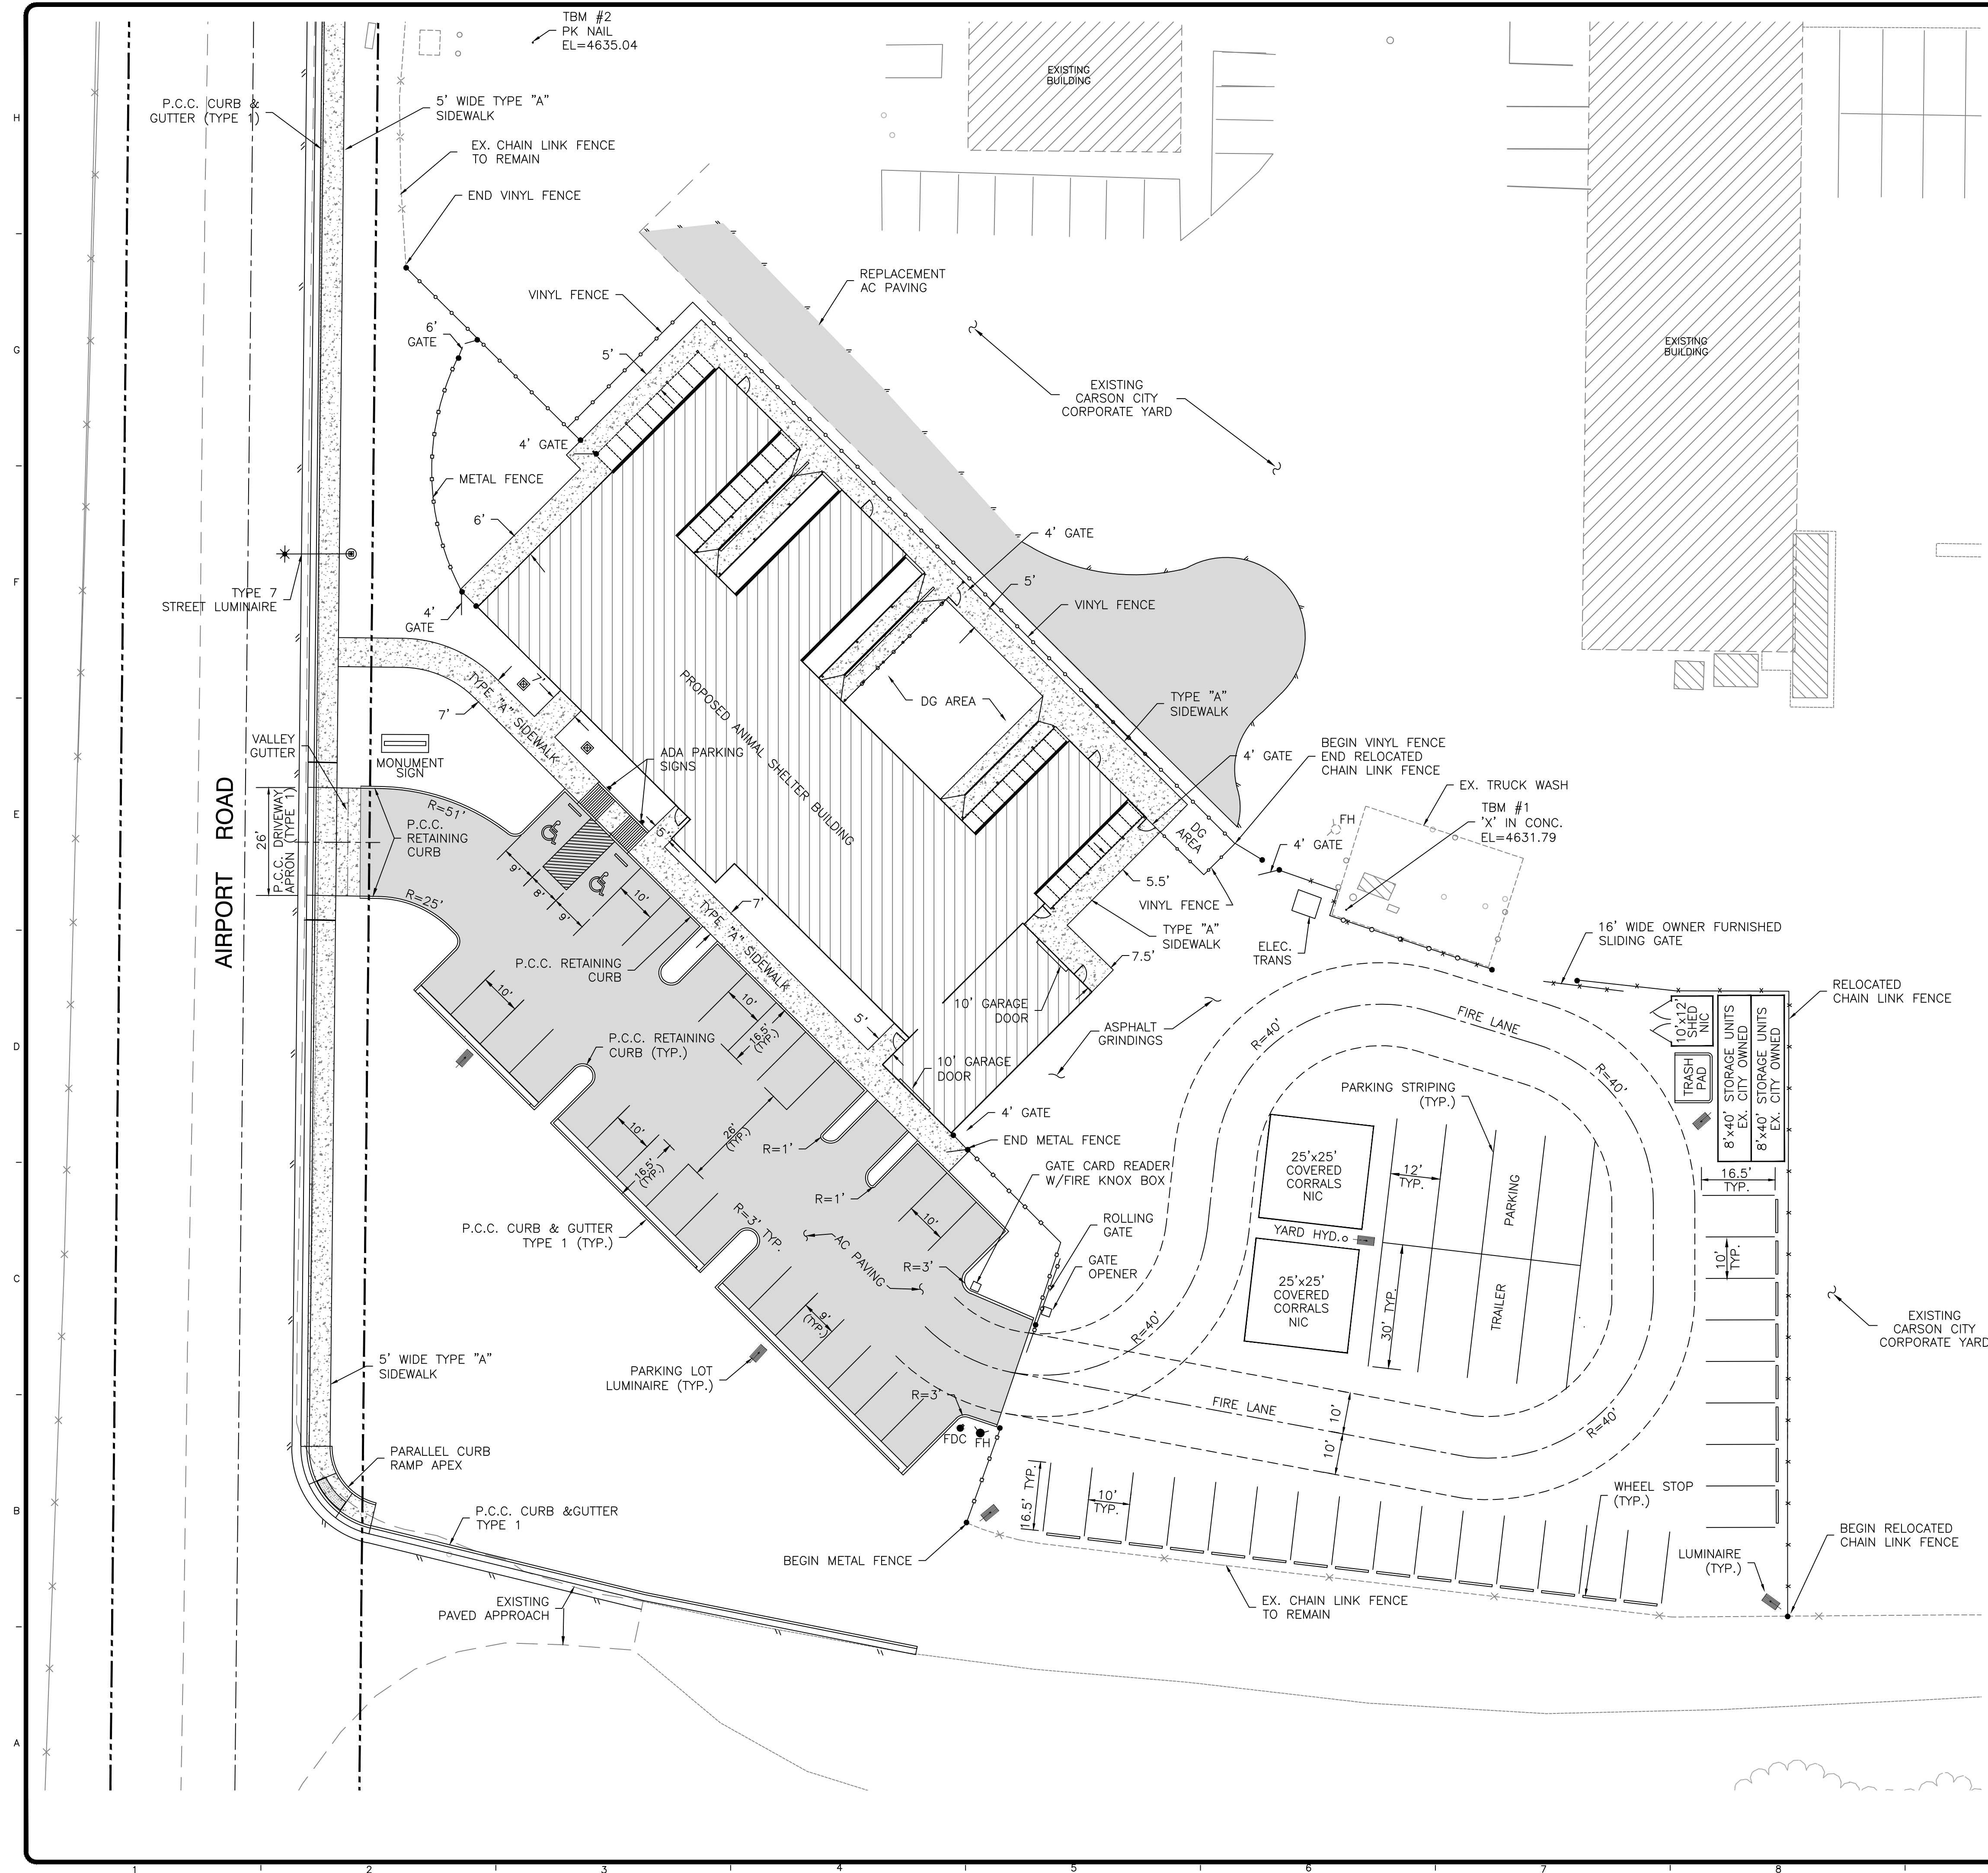 TBM #2
PK NAIL
EL=4635.04
EXISTING
BUILDING
P.C.C. CURB &
GUTTER (TYPE 1)
5' WIDE TYPE "A"
SIDEWALK
H
EX. CHAIN LINK FENCE
TO REMAIN
END VINYL FENCE
REPLACEMENT
AC PAVING
VINYL FENCE
6'
GATE
G
5'
EXISTING
BUILDING
EXISTING
CARSON CITY
CORPORATE YARD
4' GATE
METAL FENCE
6'
4' GATE
F
5'
TYPE 7
STREET LUMINAIRE
VINYL FENCE
4'
GATE
7'
TYPE "A" SIDEWALK
7'
PROPOSED ANIMAL SHELTER BUILDING
DG AREA
TYPE "A"
SIDEWALK
VALLEY
GUTTER
MONUMENT
SIGN
ADA PARKING
SIGNS
BEGIN VINYL FENCE
END RELOCATED
CHAIN LINK FENCE
4' GATE
EX. TRUCK WASH
TBM #1
'X' IN CONC.
EL=4631.79
E
AIRPORT ROAD
26'
P.C.C. DRIVEWAY
APRON (TYPE 1)
R=51'
P.C.C.
RETAINING
CURB
5'
DG
AREA
FH
4' GATE
9'
8'
9'
10'
R=25'
5.5'
VINYL FENCE
7'
TYPE "A" SIDEWALK
TYPE "A"
SIDEWALK
ELEC.
TRANS
16' WIDE OWNER FURNISHED
SLIDING GATE
P.C.C. RETAINING
CURB
7.5'
10'
10'
10' GARAGE
DOOR
RELOCATED
CHAIN LINK FENCE
5'
ASPHALT
GRINDINGS
FIRE LANE
10'x12'
SHED
NIC
D
P.C.C. RETAINING
CURB (TYP.)
16.5'
(TYP.)
R=40'
10' GARAGE
DOOR
R=40'
TRASH
PAD
8'x40' STORAGE UNITS
EX. CITY OWNED
8'x40' STORAGE UNITS
EX. CITY OWNED
PARKING STRIPING
(TYP.)
4' GATE
10'
26'
(TYP.)
R=1'
END METAL FENCE
16.5'
(TYP.)
GATE CARD READER
W/FIRE KNOX BOX
25'x25'
COVERED
CORRALS
NIC
12'
TYP.
16.5'
TYP.
R=1'
PARKING
P.C.C. CURB & GUTTER
TYPE 1 (TYP.)
R=3' TYP.
10'
ROLLING
GATE
YARD HYD.
AC PAVING
10'
TYP.
C
R=3'
GATE
OPENER
25'x25'
COVERED
CORRALS
NIC
30' TYP.
TRAILER
9'
(TYP.)
R=40'
EXISTING
CARSON CITY
CORPORATE YARD
5' WIDE TYPE "A"
SIDEWALK
PARKING LOT
LUMINAIRE (TYP.)
R=3'
FIRE LANE
10'
10'
R=40'
FDC
FH
PARALLEL CURB
RAMP APEX
16.5' TYP.
10'
TYP.
WHEEL STOP
(TYP.)
B
P.C.C. CURB &GUTTER
TYPE 1
BEGIN METAL FENCE
BEGIN RELOCATED
CHAIN LINK FENCE
LUMINAIRE
(TYP.)
EXISTING
PAVED APPROACH
EX. CHAIN LINK FENCE
TO REMAIN
A
1
2
3
4
5
6
7
8